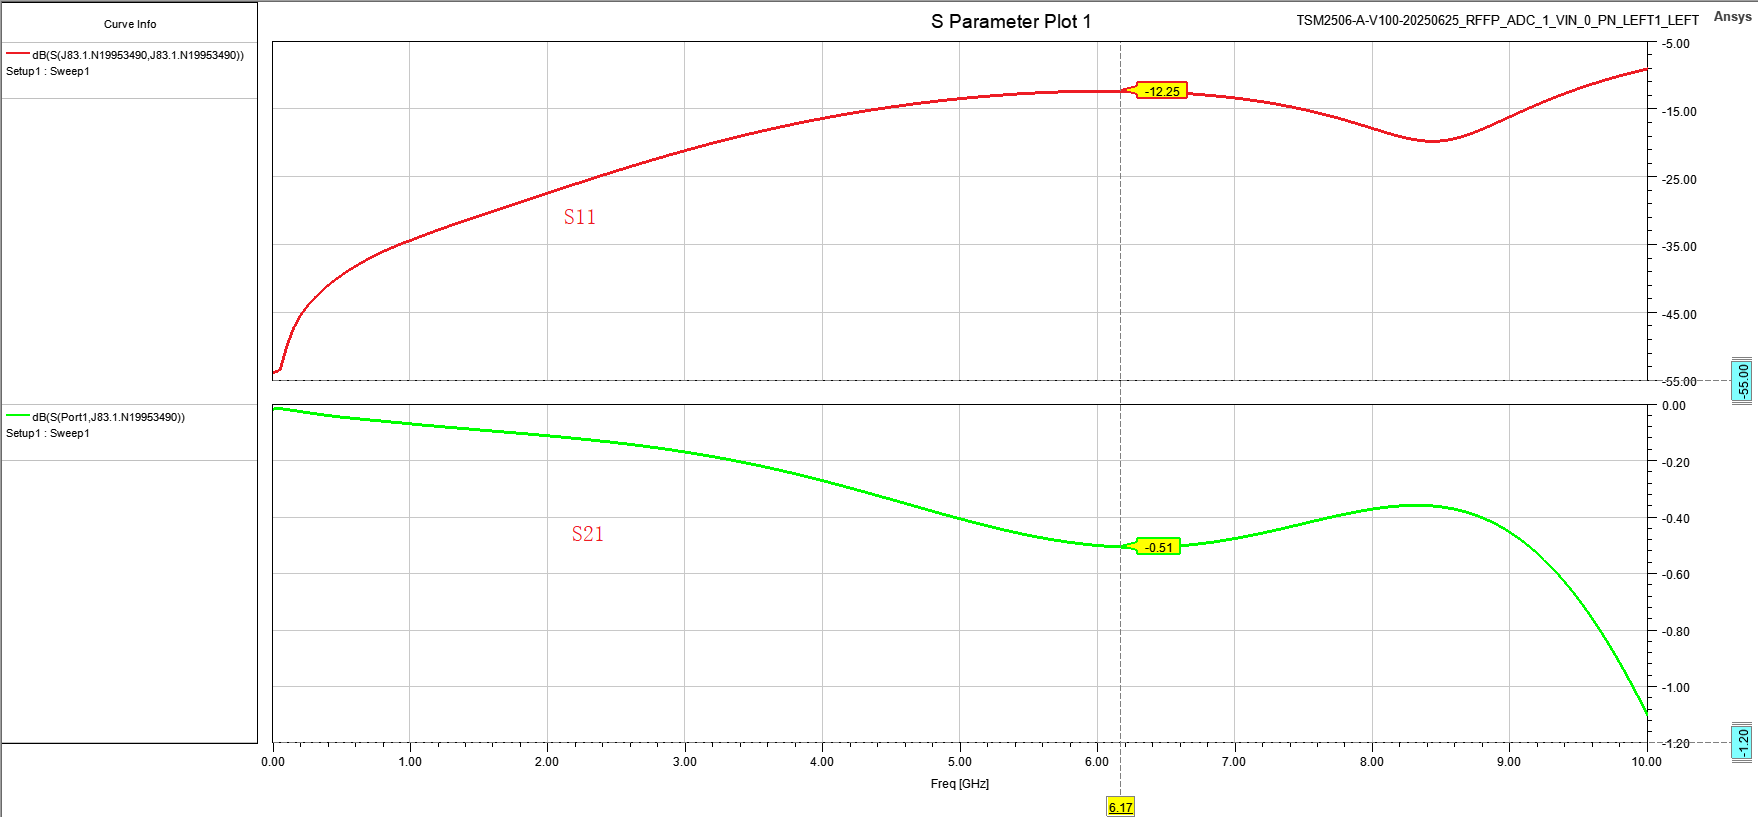 Curve Info
dB(S(J83.1.N19953490,J83.1.N19953490))
Setup1 : Sweep1
dB(S(Port1,J83.1.N19953490))
Setup1 : Sweep1
S Parameter Plot 1
TSM2506-A-V100-20250625_RFFP_ADC_1_VIN_0_PN_LEFT1_LEFT
Ansys
-5.00
-12.25
-15.00
-25.00
S11
-35.00
-45.00
-55.00
-55.00
0.00
-0.20
-0.40
S21
-0.51
-0.60
-0.80
-1.00
-1.20
-1.20
0.00 1.00 2.00 3.00 4.00 5.00 6.00 7.00 8.00 9.00 10.00
Freq [GHz]
6.17